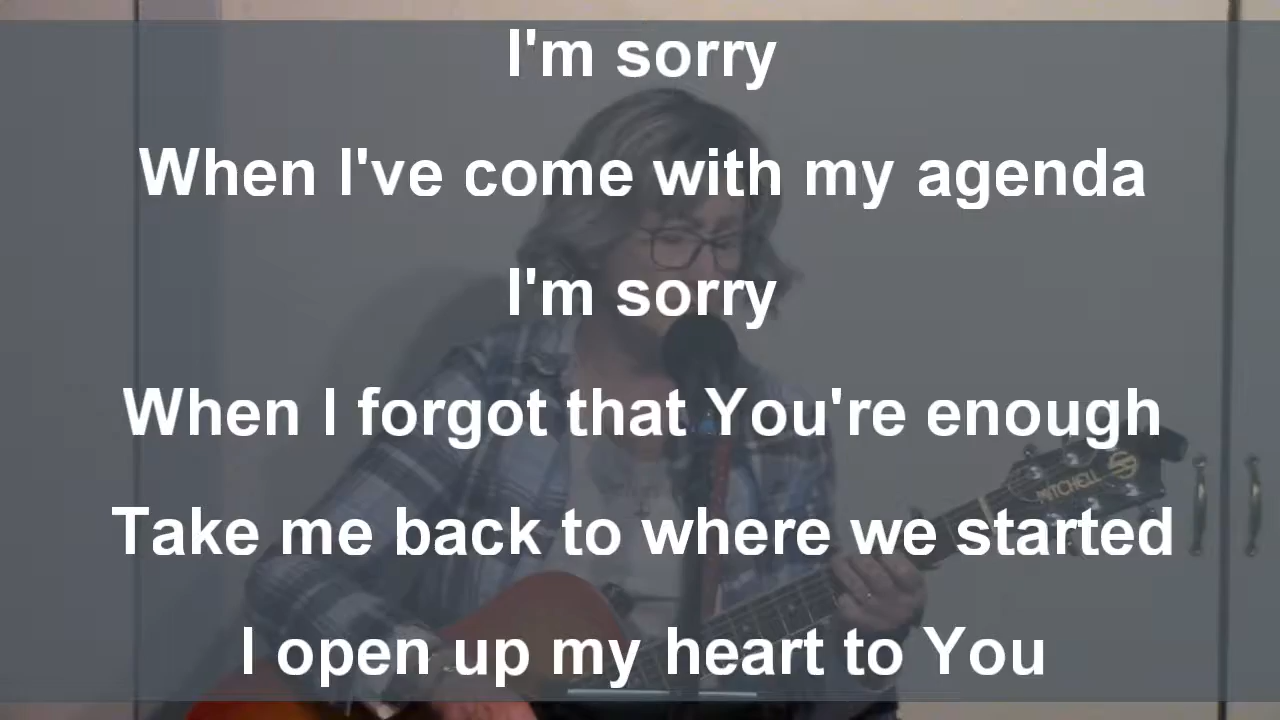 I'm sorry
When I've come with my agenda
I'm sorry
When I forgot that You're enough
Take me back to where we started
I open up my heart to You
MITCHELL